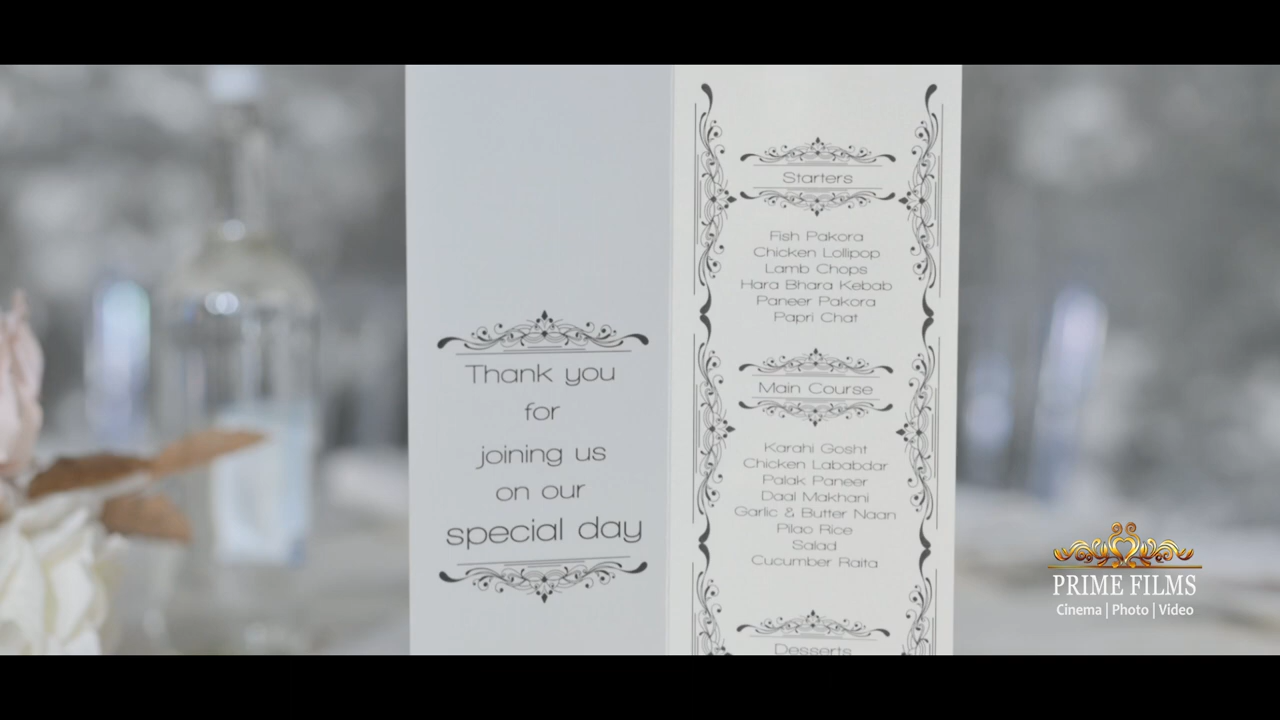 Thank you
for
joining us
on our
special day
Starters
Fish Pakora
Chicken Lollipop
Lamb Chops
Hara Bhara Kebab
Paneer Pakora
Papri Chat
Main Course
Karahi Gosht
Chicken Lababdar
Palak Paneer
Daal Makhani
Garlic & Butter Naan
Pilao Rice
Salad
Cucumber Raita
Desserts
PRIME FILMS
Cinema | Photo | Video